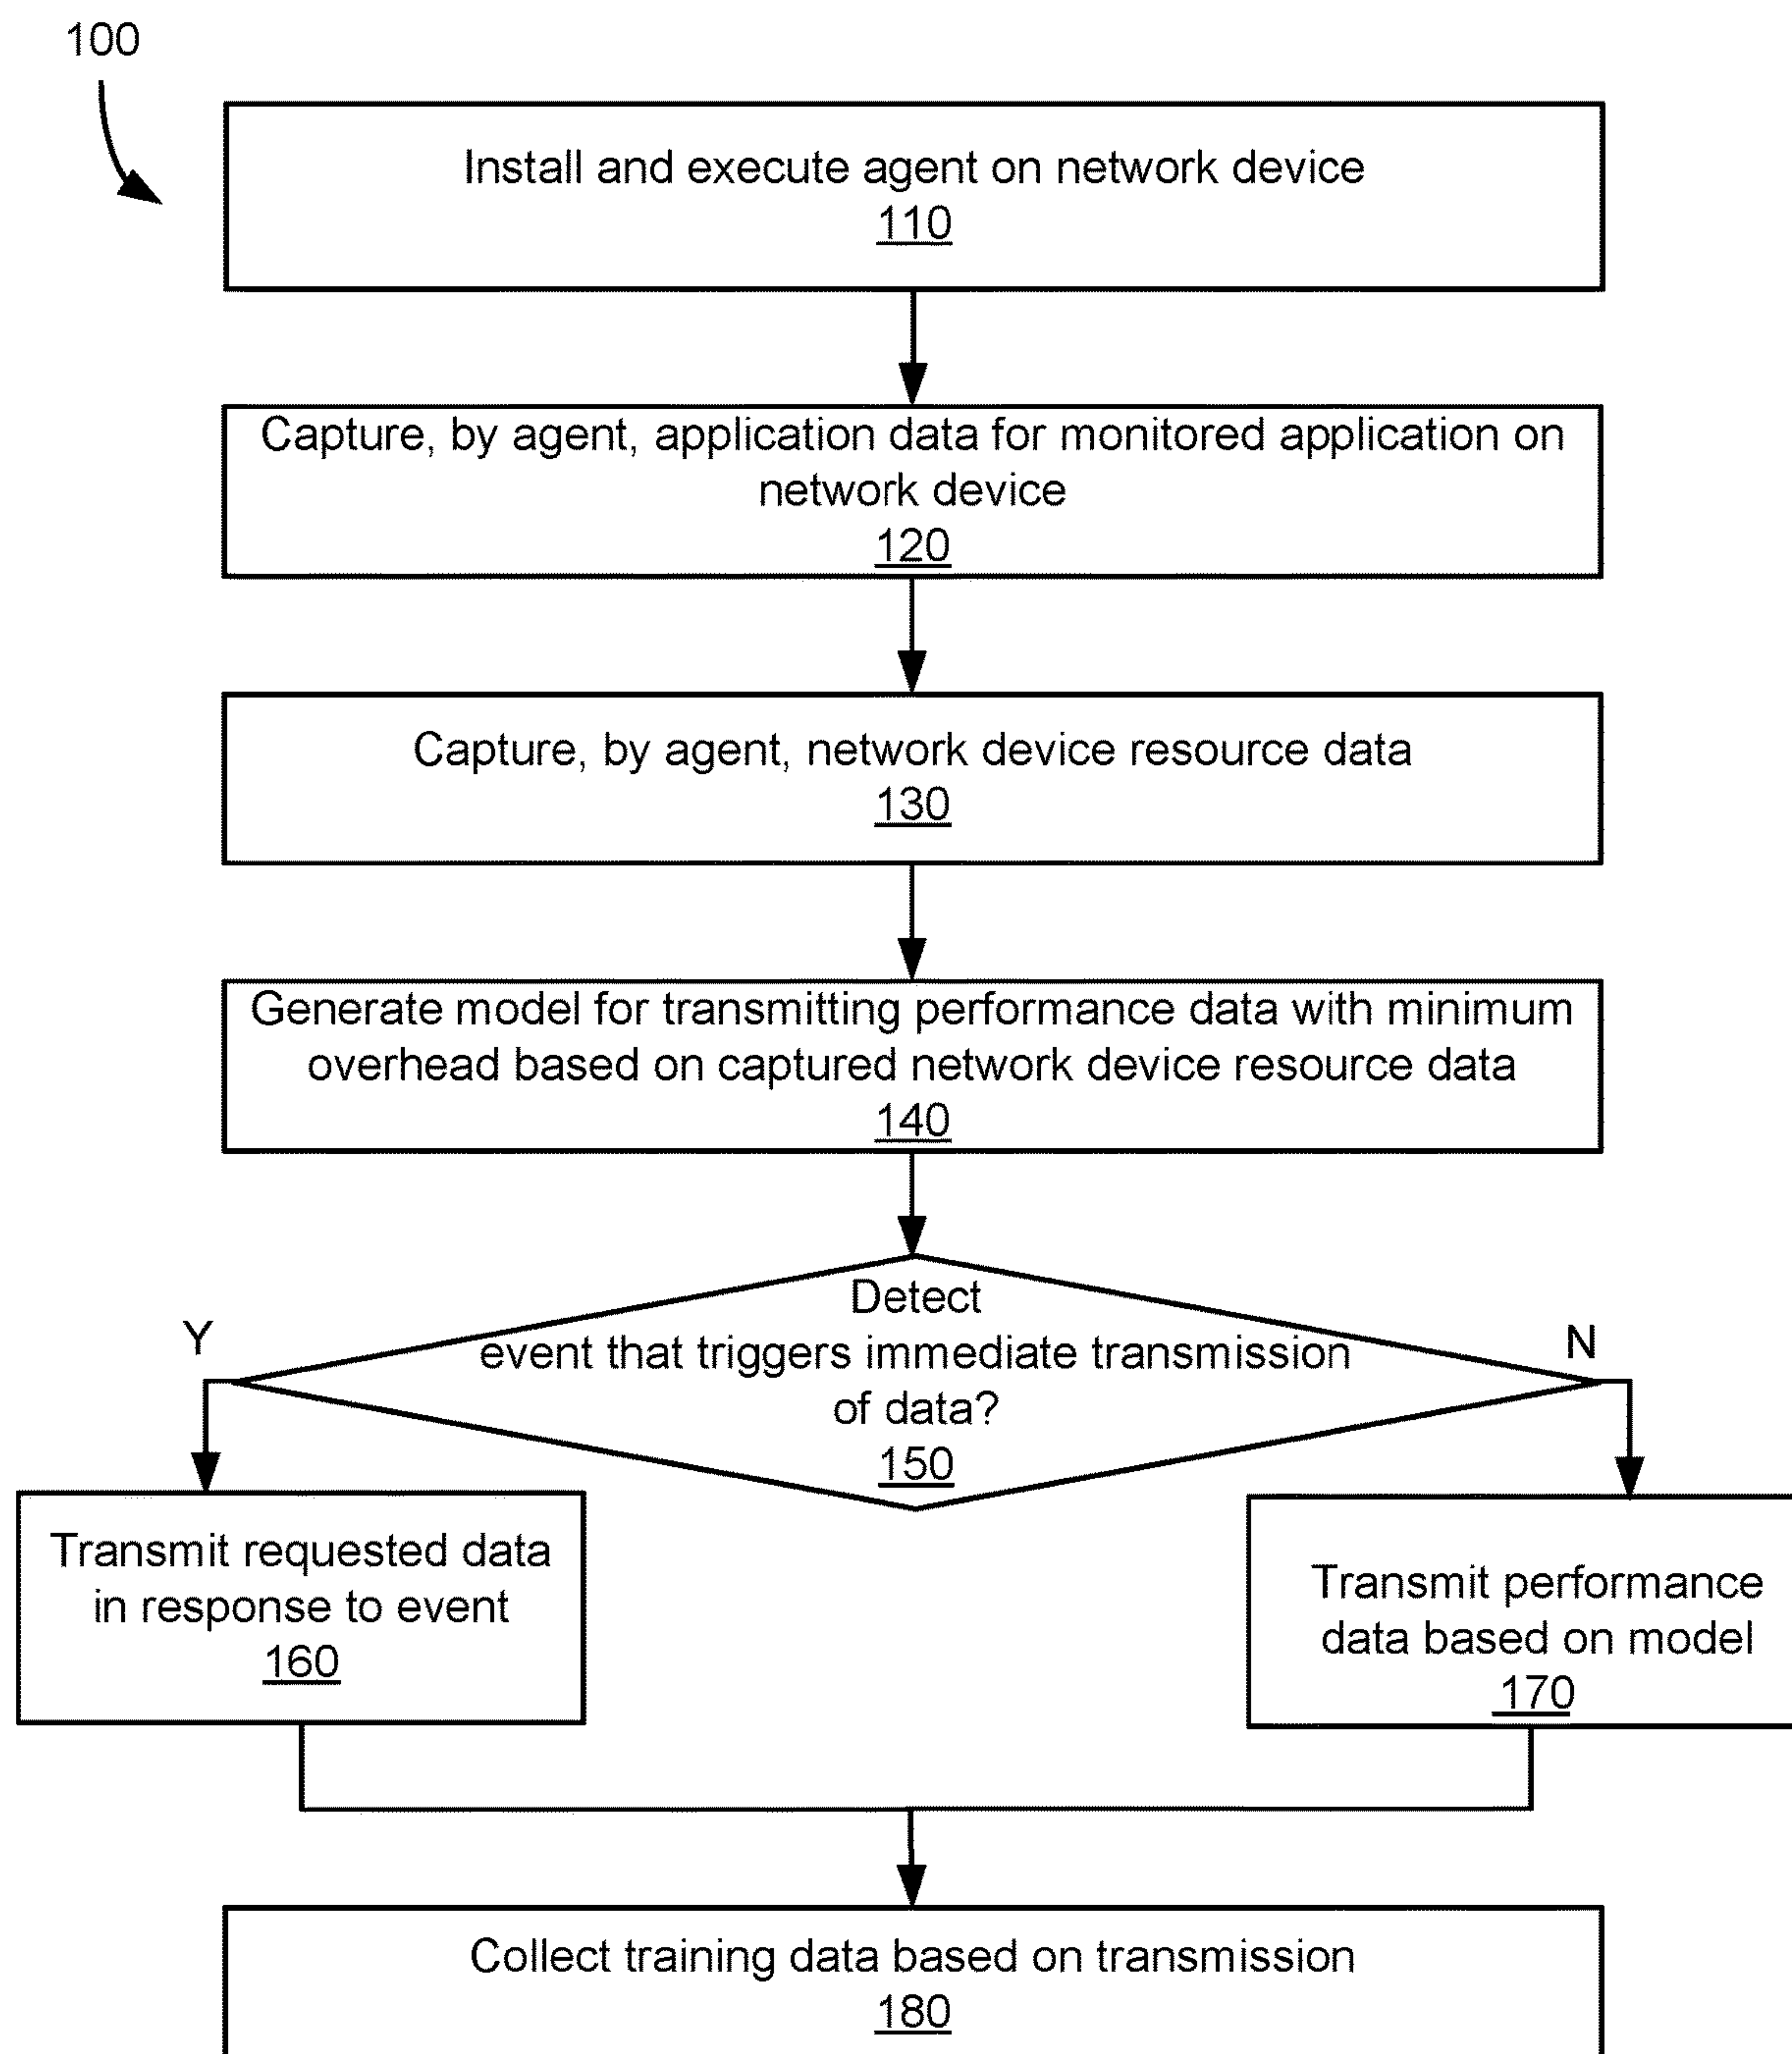 100
Install and execute agent on network device
110
Capture, by agent, application data for monitored application on
network device
120
Capture, by agent, network device resource data
130
Generate model for transmitting performance data with minimum
overhead based on captured network device resource data
140
Detect
event that triggers immediate transmission
of data?
150
Y
N
Transmit requested data
in response to event
160
Transmit performance
data based on model
170
Collect training data based on transmission
180